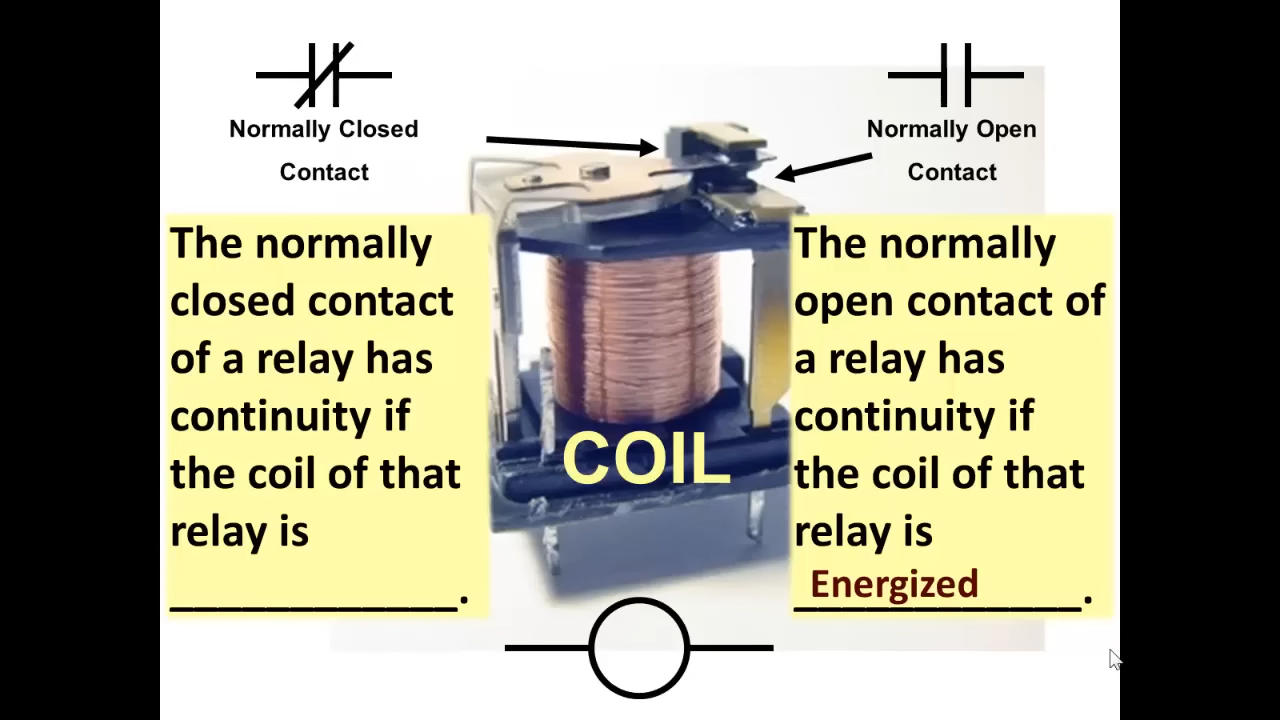 Normally Closed
Contact
Normally Open
Contact
The normally
closed contact
of a relay has
continuity if
the coil of that
relay is
____________.
COIL
The normally
open contact of
a relay has
continuity if
the coil of that
relay is
Energized
____________.